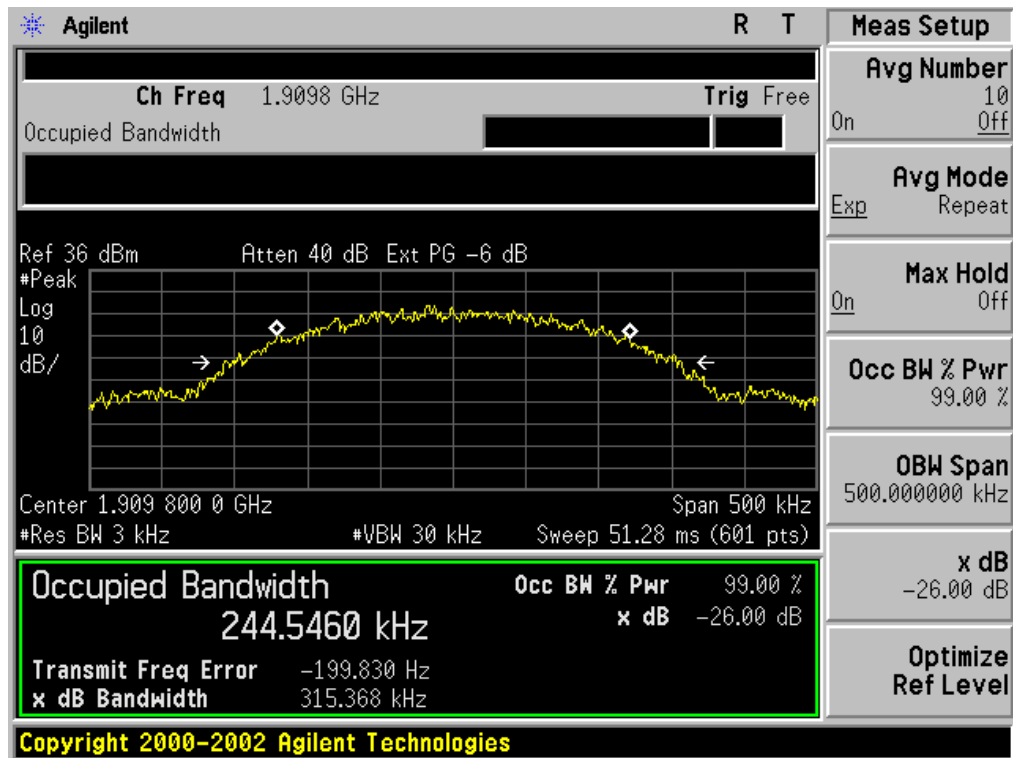 Agilent R T
Ch Freq 1.9098 GHz Trig Free
Occupied Bandwidth
Ref 36 dBm Atten 40 dB Ext PG -6 dB
#Peak
Log
10
dB/
Center 1.909 800 0 GHz Span 500 kHz
#Res BW 3 kHz #VBW 30 kHz Sweep 51.28 ms (601 pts)
Occupied Bandwidth Occ BW % Pwr 99.00 %
244.5460 kHz x dB -26.00 dB
Transmit Freq Error -199.830 Hz
x dB Bandwidth 315.368 kHz
Copyright 2000-2002 Agilent Technologies
Meas Setup
Avg Number
10
On Off
Avg Mode
Exp Repeat
Max Hold
On Off
Occ BW % Pwr
99.00 %
OBW Span
500.000000 kHz
x dB
-26.00 dB
Optimize
Ref Level